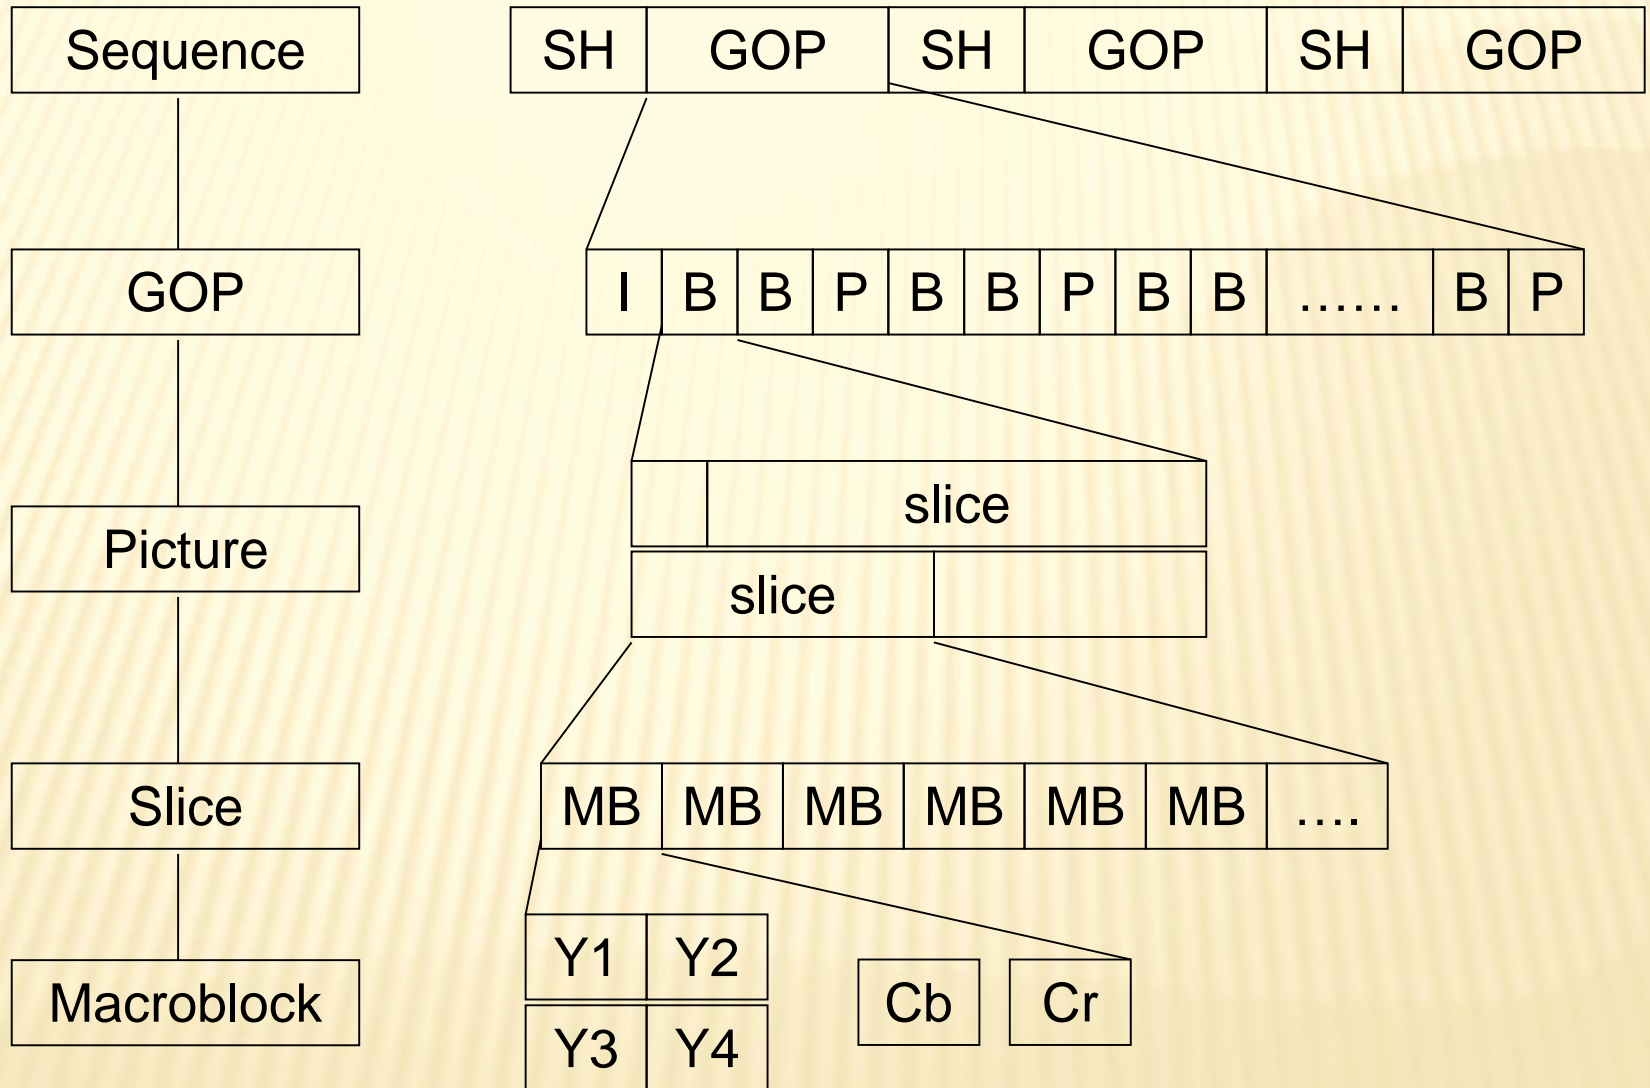 Sequence SH GOP SH GOP SH GOP
GOP I B B P B B P B B …… B P
slice
Picture
slice
Slice MB MB MB MB MB MB ….
Y1 Y2
Macroblock Cb Cr
Y3 Y4